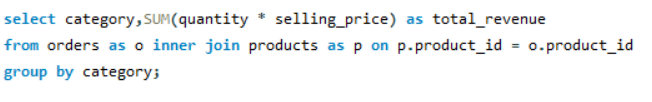 select category,SUM(quantity * selling_price) as total_revenue
from orders as o inner join products as p on p.product_id = o.product_id
group by category;